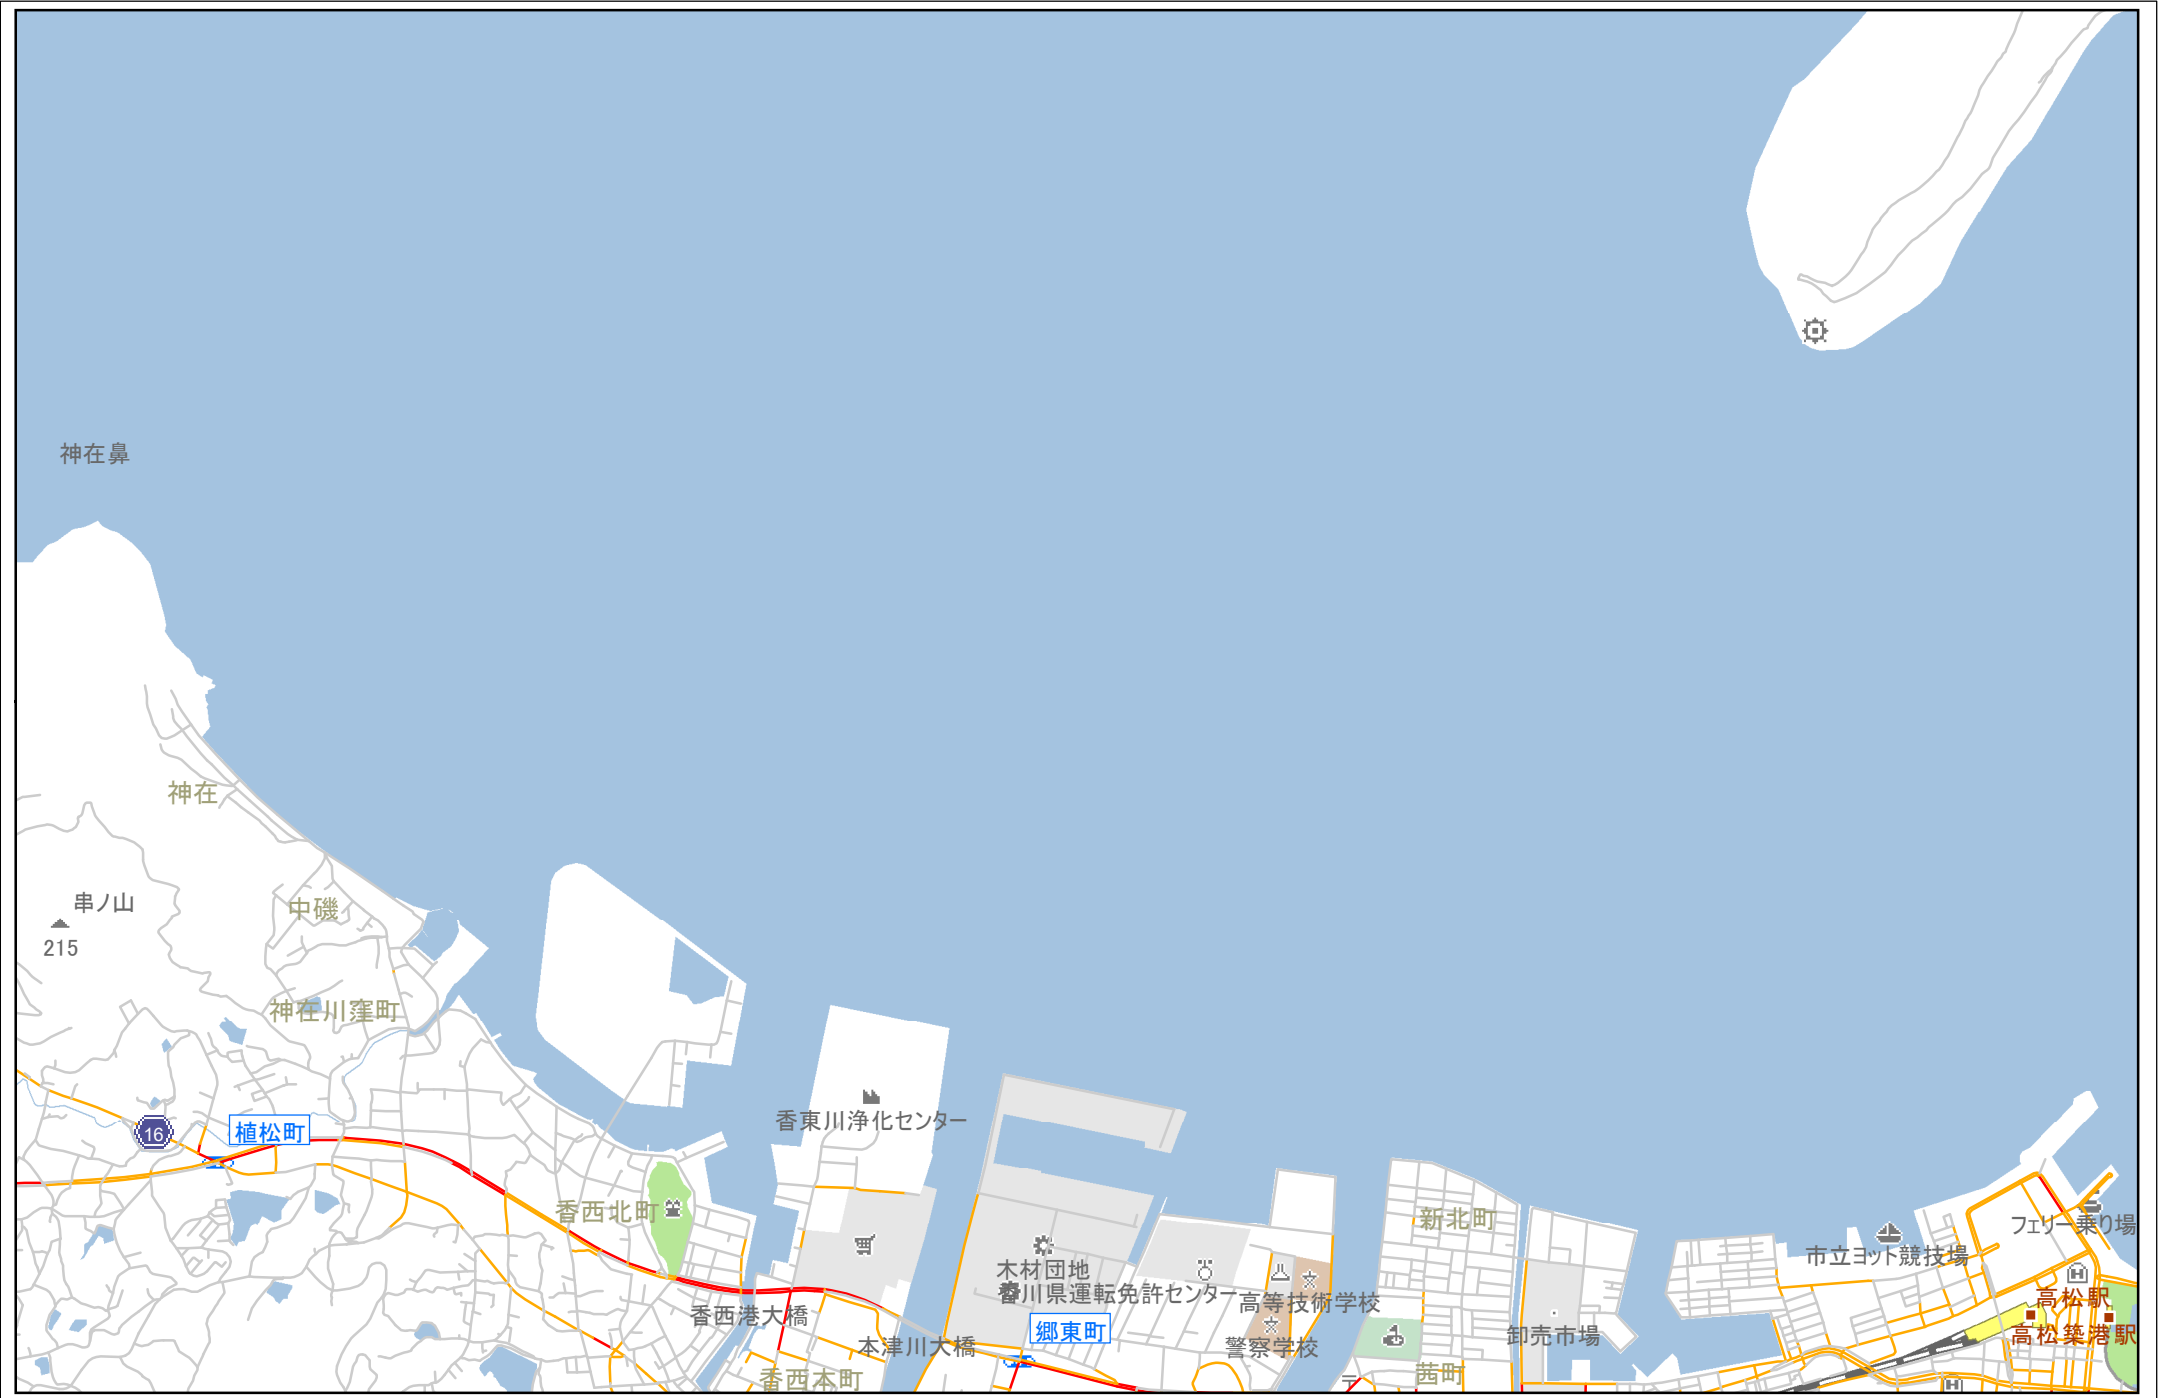 神在鼻
神在
串ノ山
215
中磯
神在川窪町
16
植松町
香東川浄化センター
香西北町
新北町
フェリー乗り場
市立ヨット競技場
木材団地
香川県運転免許センター
高等技術学校
高松駅
香西港大橋
郷東町
卸売市場
高松築港駅
本津川大橋
警察学校
香西本町
茜町